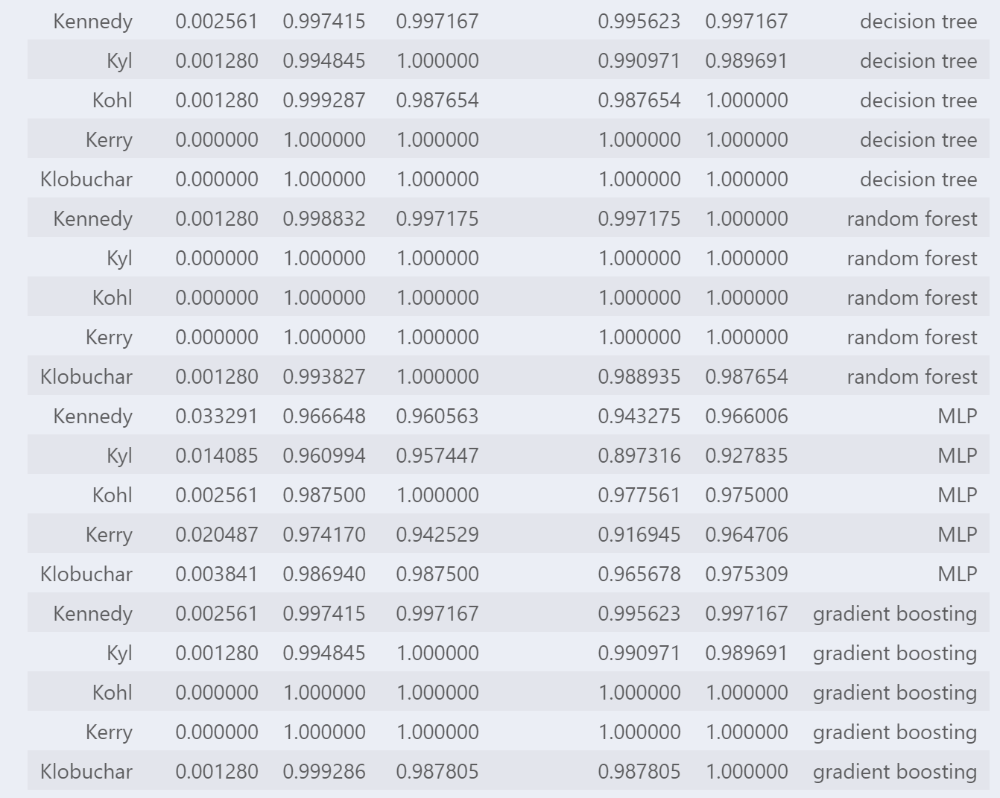 Kennedy 0.002561 0.997415 0.997167 0.995623 0.997167 decision tree
Kyl 0.001280 0.994845 1.000000 0.990971 0.989691 decision tree
Kohl 0.001280 0.999287 0.987654 0.987654 1.000000 decision tree
Kerry 0.000000 1.000000 1.000000 1.000000 1.000000 decision tree
Klobuchar 0.000000 1.000000 1.000000 1.000000 1.000000 decision tree
Kennedy 0.001280 0.998832 0.997175 0.997175 1.000000 random forest
Kyl 0.000000 1.000000 1.000000 1.000000 1.000000 random forest
Kohl 0.000000 1.000000 1.000000 1.000000 1.000000 random forest
Kerry 0.000000 1.000000 1.000000 1.000000 1.000000 random forest
Klobuchar 0.001280 0.993827 1.000000 0.988935 0.987654 random forest
Kennedy 0.033291 0.966648 0.960563 0.943275 0.966006 MLP
Kyl 0.014085 0.960994 0.957447 0.897316 0.927835 MLP
Kohl 0.002561 0.987500 1.000000 0.977561 0.975000 MLP
Kerry 0.020487 0.974170 0.942529 0.916945 0.964706 MLP
Klobuchar 0.003841 0.986940 0.987500 0.965678 0.975309 MLP
Kennedy 0.002561 0.997415 0.997167 0.995623 0.997167 gradient boosting
Kyl 0.001280 0.994845 1.000000 0.990971 0.989691 gradient boosting
Kohl 0.000000 1.000000 1.000000 1.000000 1.000000 gradient boosting
Kerry 0.000000 1.000000 1.000000 1.000000 1.000000 gradient boosting
Klobuchar 0.001280 0.999286 0.987805 0.987805 1.000000 gradient boosting